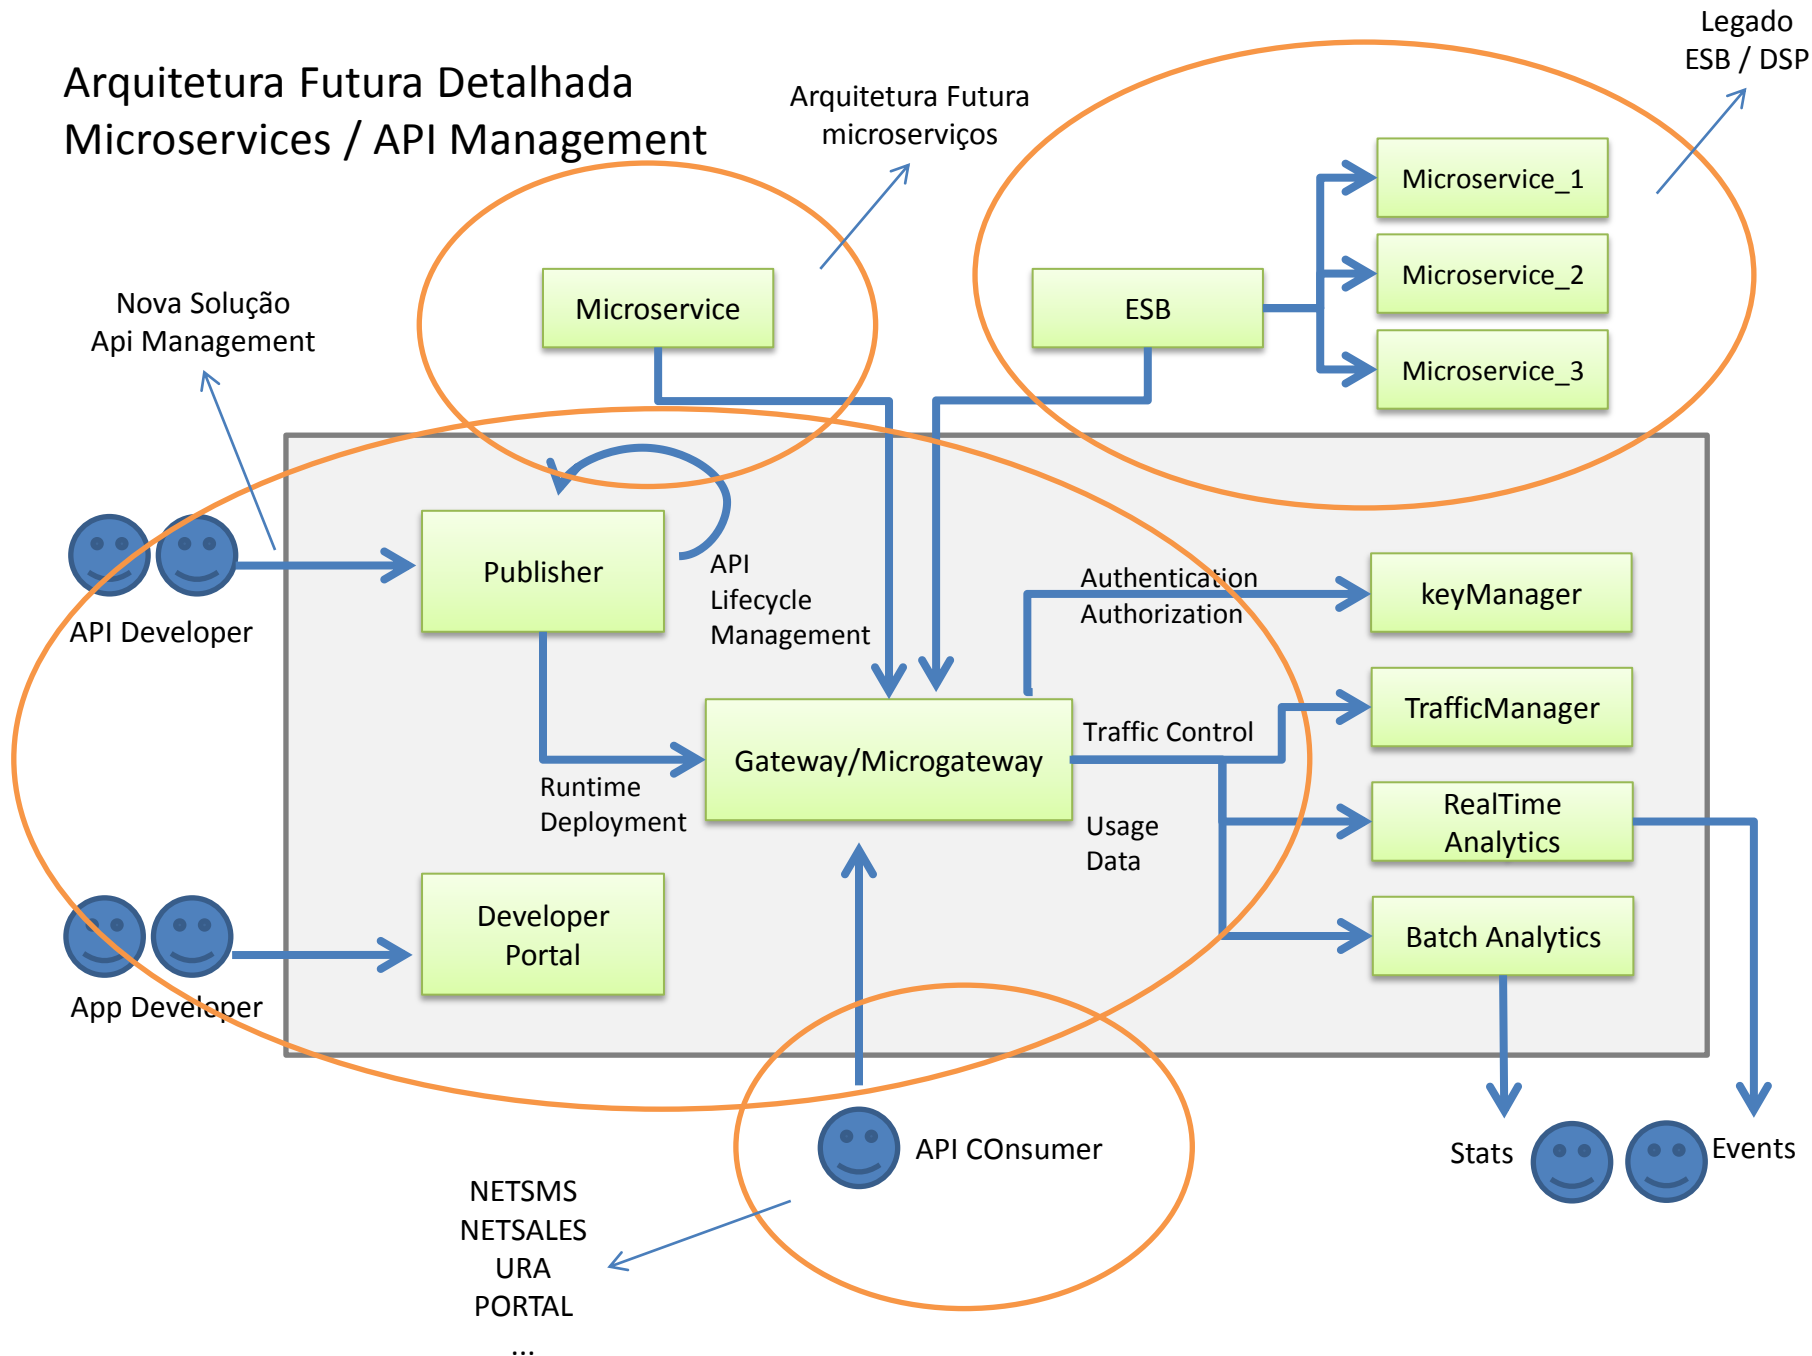 Arquitetura Futura Detalhada
Microservices / API Management
Arquitetura Futura
microserviços
Legado
ESB / DSP
Nova Solução
Api Management
Microservice
ESB
Microservice_1
Microservice_2
Microservice_3
API Developer
Publisher
API
Lifecycle
Management
Authentication
Authorization
keyManager
Runtime
Deployment
Gateway/Microgateway
Traffic Control
TrafficManager
Usage
Data
RealTime
Analytics
App Developer
Developer
Portal
Batch Analytics
API COnsumer
Stats
Events
NETSMS
NETSALES
URA
PORTAL
...